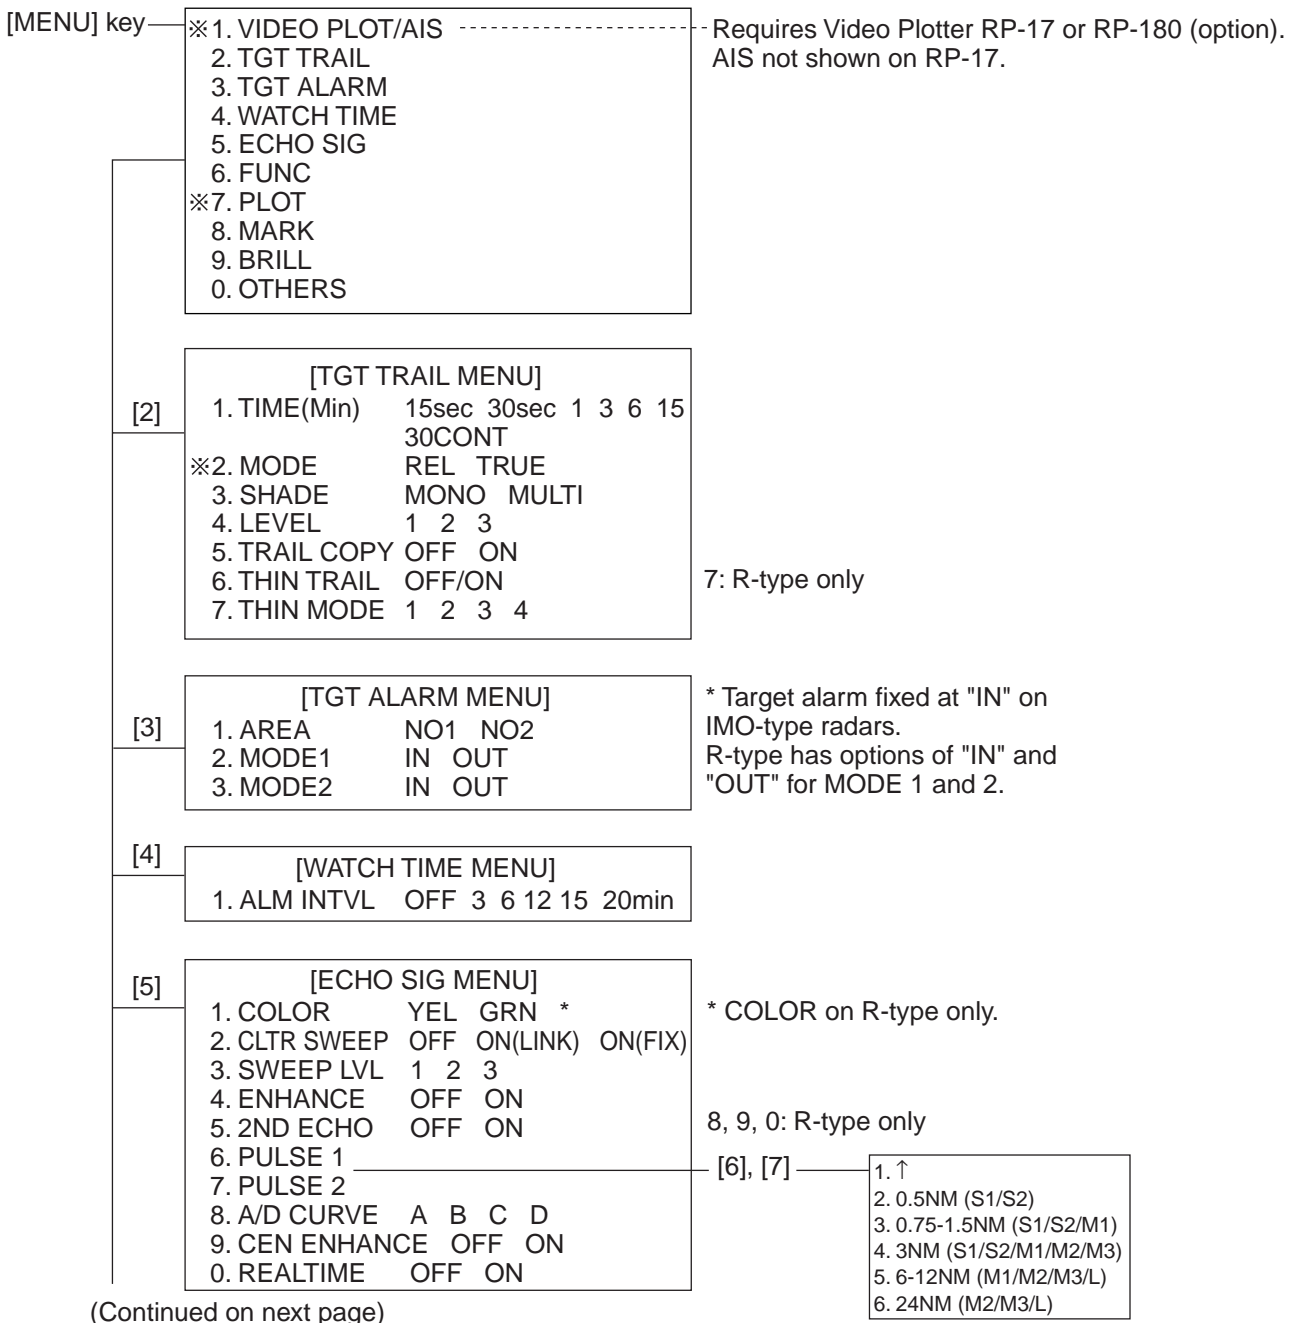 [MENU] key
※1. VIDEO PLOT/AIS
Requires Video Plotter RP-17 or RP-180 (option).
AIS not shown on RP-17.
2. TGT TRAIL
3. TGT ALARM
4. WATCH TIME
5. ECHO SIG
6. FUNC
※7. PLOT
8. MARK
9. BRILL
0. OTHERS
[2]
[TGT TRAIL MENU]
1. TIME(Min) 15sec 30sec 1 3 6 15
30CONT
※2. MODE REL TRUE
3. SHADE MONO MULTI
4. LEVEL 1 2 3
5. TRAIL COPY OFF ON
6. THIN TRAIL OFF/ON
7. THIN MODE 1 2 3 4
7: R-type only
[3]
[TGT ALARM MENU]
1. AREA NO1 NO2
2. MODE1 IN OUT
3. MODE2 IN OUT
* Target alarm fixed at "IN" on
IMO-type radars.
R-type has options of "IN" and
"OUT" for MODE 1 and 2.
[4]
[WATCH TIME MENU]
1. ALM INTVL OFF 3 6 12 15 20min
[5]
[ECHO SIG MENU]
1. COLOR YEL GRN *
2. CLTR SWEEP OFF ON(LINK) ON(FIX)
3. SWEEP LVL 1 2 3
4. ENHANCE OFF ON
5. 2ND ECHO OFF ON
6. PULSE 1
7. PULSE 2
8. A/D CURVE A B C D
9. CEN ENHANCE OFF ON
0. REALTIME OFF ON
* COLOR on R-type only.
8, 9, 0: R-type only
[6], [7]
1. ↑
2. 0.5NM (S1/S2)
3. 0.75-1.5NM (S1/S2/M1)
4. 3NM (S1/S2/M1/M2/M3)
5. 6-12NM (M1/M2/M3/L)
6. 24NM (M2/M3/L)
(Continued on next page)